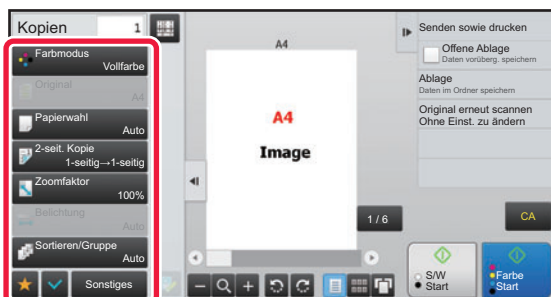 Kopien 1
Farbmodus
Vollfarbe
Original
A4
Papierwahl
Auto
2-seit. Kopie
1-seitig→1-seitig
Zoomfaktor
100%
Belichtung
Auto
Sortieren/Gruppe
Auto
Sonstiges
A4
A4
Image
1 / 6
Senden sowie drucken
Offene Ablage
Daten vorüberg. speichern
Ablage
Daten im Ordner speichern
Original erneut scannen
Ohne Einst. zu ändern
CA
S/W
Start
Farbe
Start